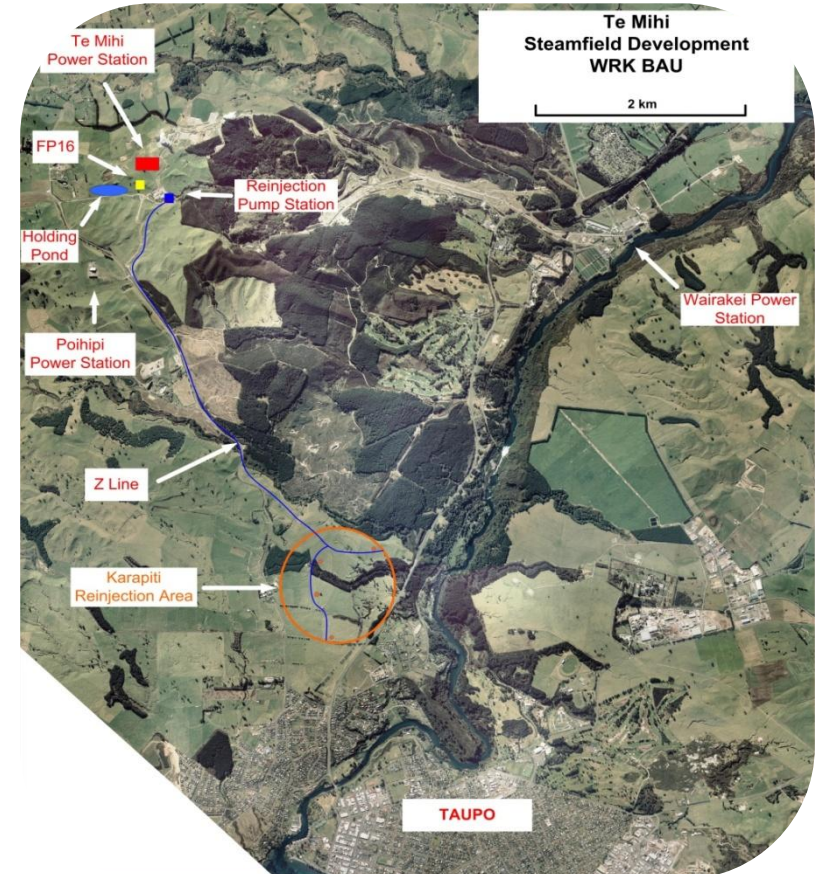 Te Mihi
Steamfield Development
WRK BAU
2 km
Te Mihi
Power Station
FP16
Reinjection
Pump Station
Holding
Pond
Wairakei Power
Station
Poihipi
Power Station
Z Line
Karapiti
Reinjection Area
TAUPO